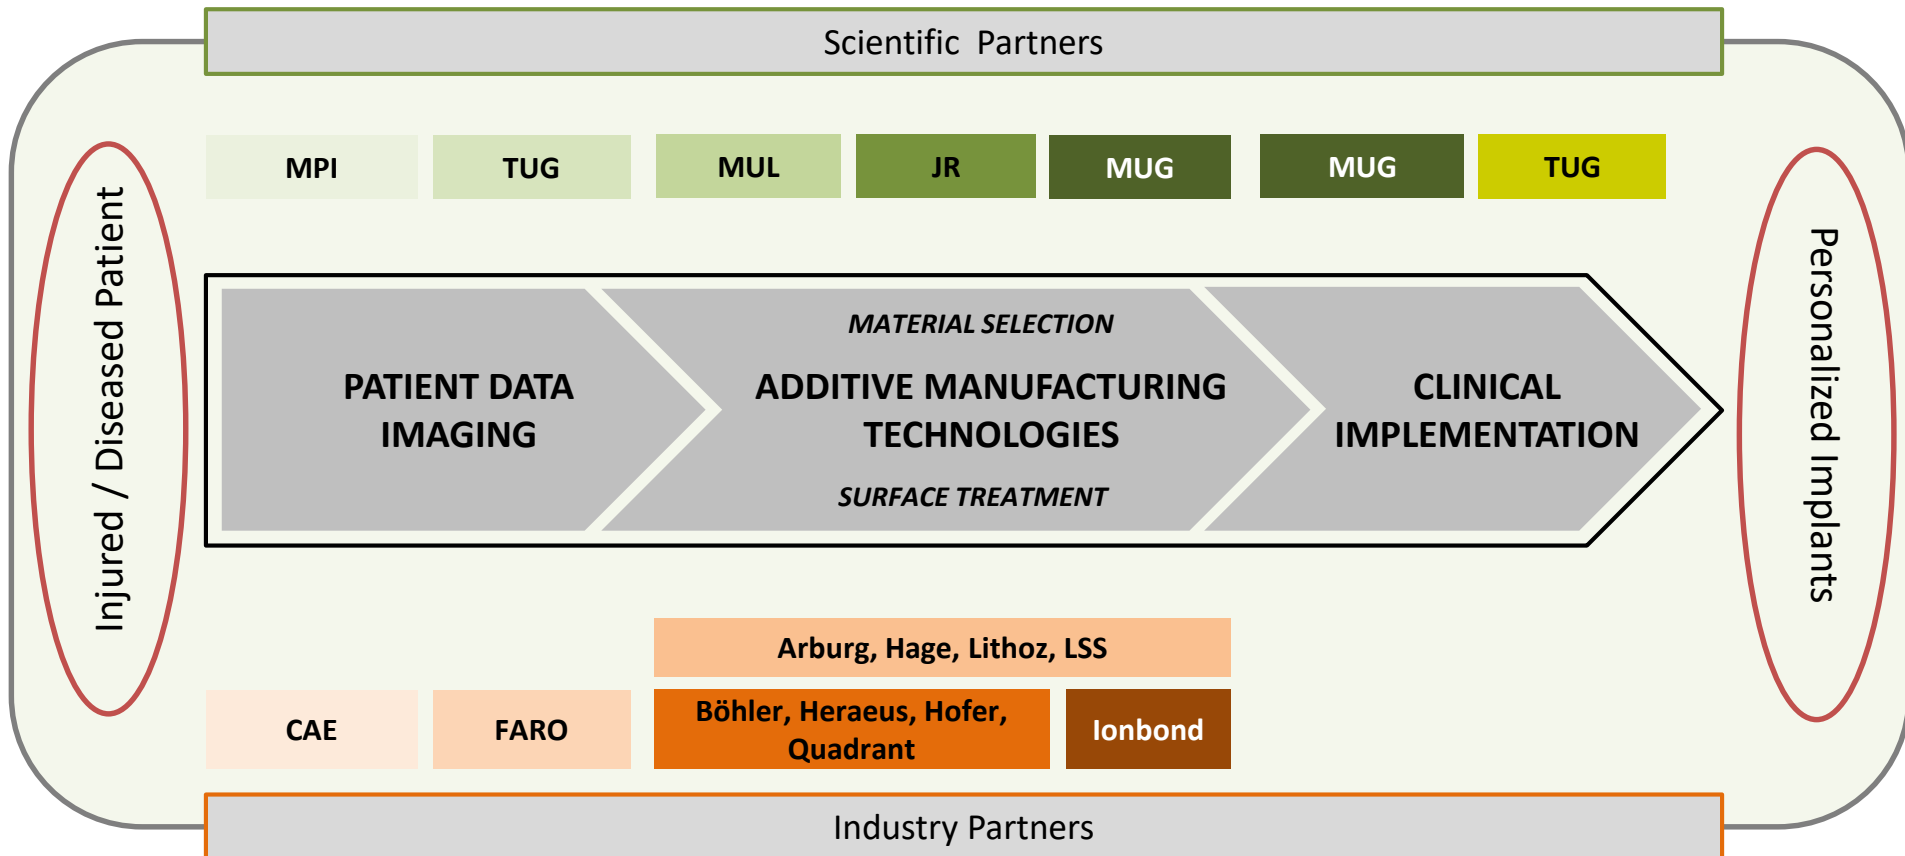 Scientific Partners
MPI
TUG
MUL
JR
MUG
MUG
TUG
Injured / Diseased Patient
PATIENT DATA
IMAGING
MATERIAL SELECTION
ADDITIVE MANUFACTURING
TECHNOLOGIES
SURFACE TREATMENT
CLINICAL
IMPLEMENTATION
Personalized Implants
Arburg, Hage, Lithoz, LSS
CAE
FARO
Böhler, Heraeus, Hofer,
Quadrant
Ionbond
Industry Partners